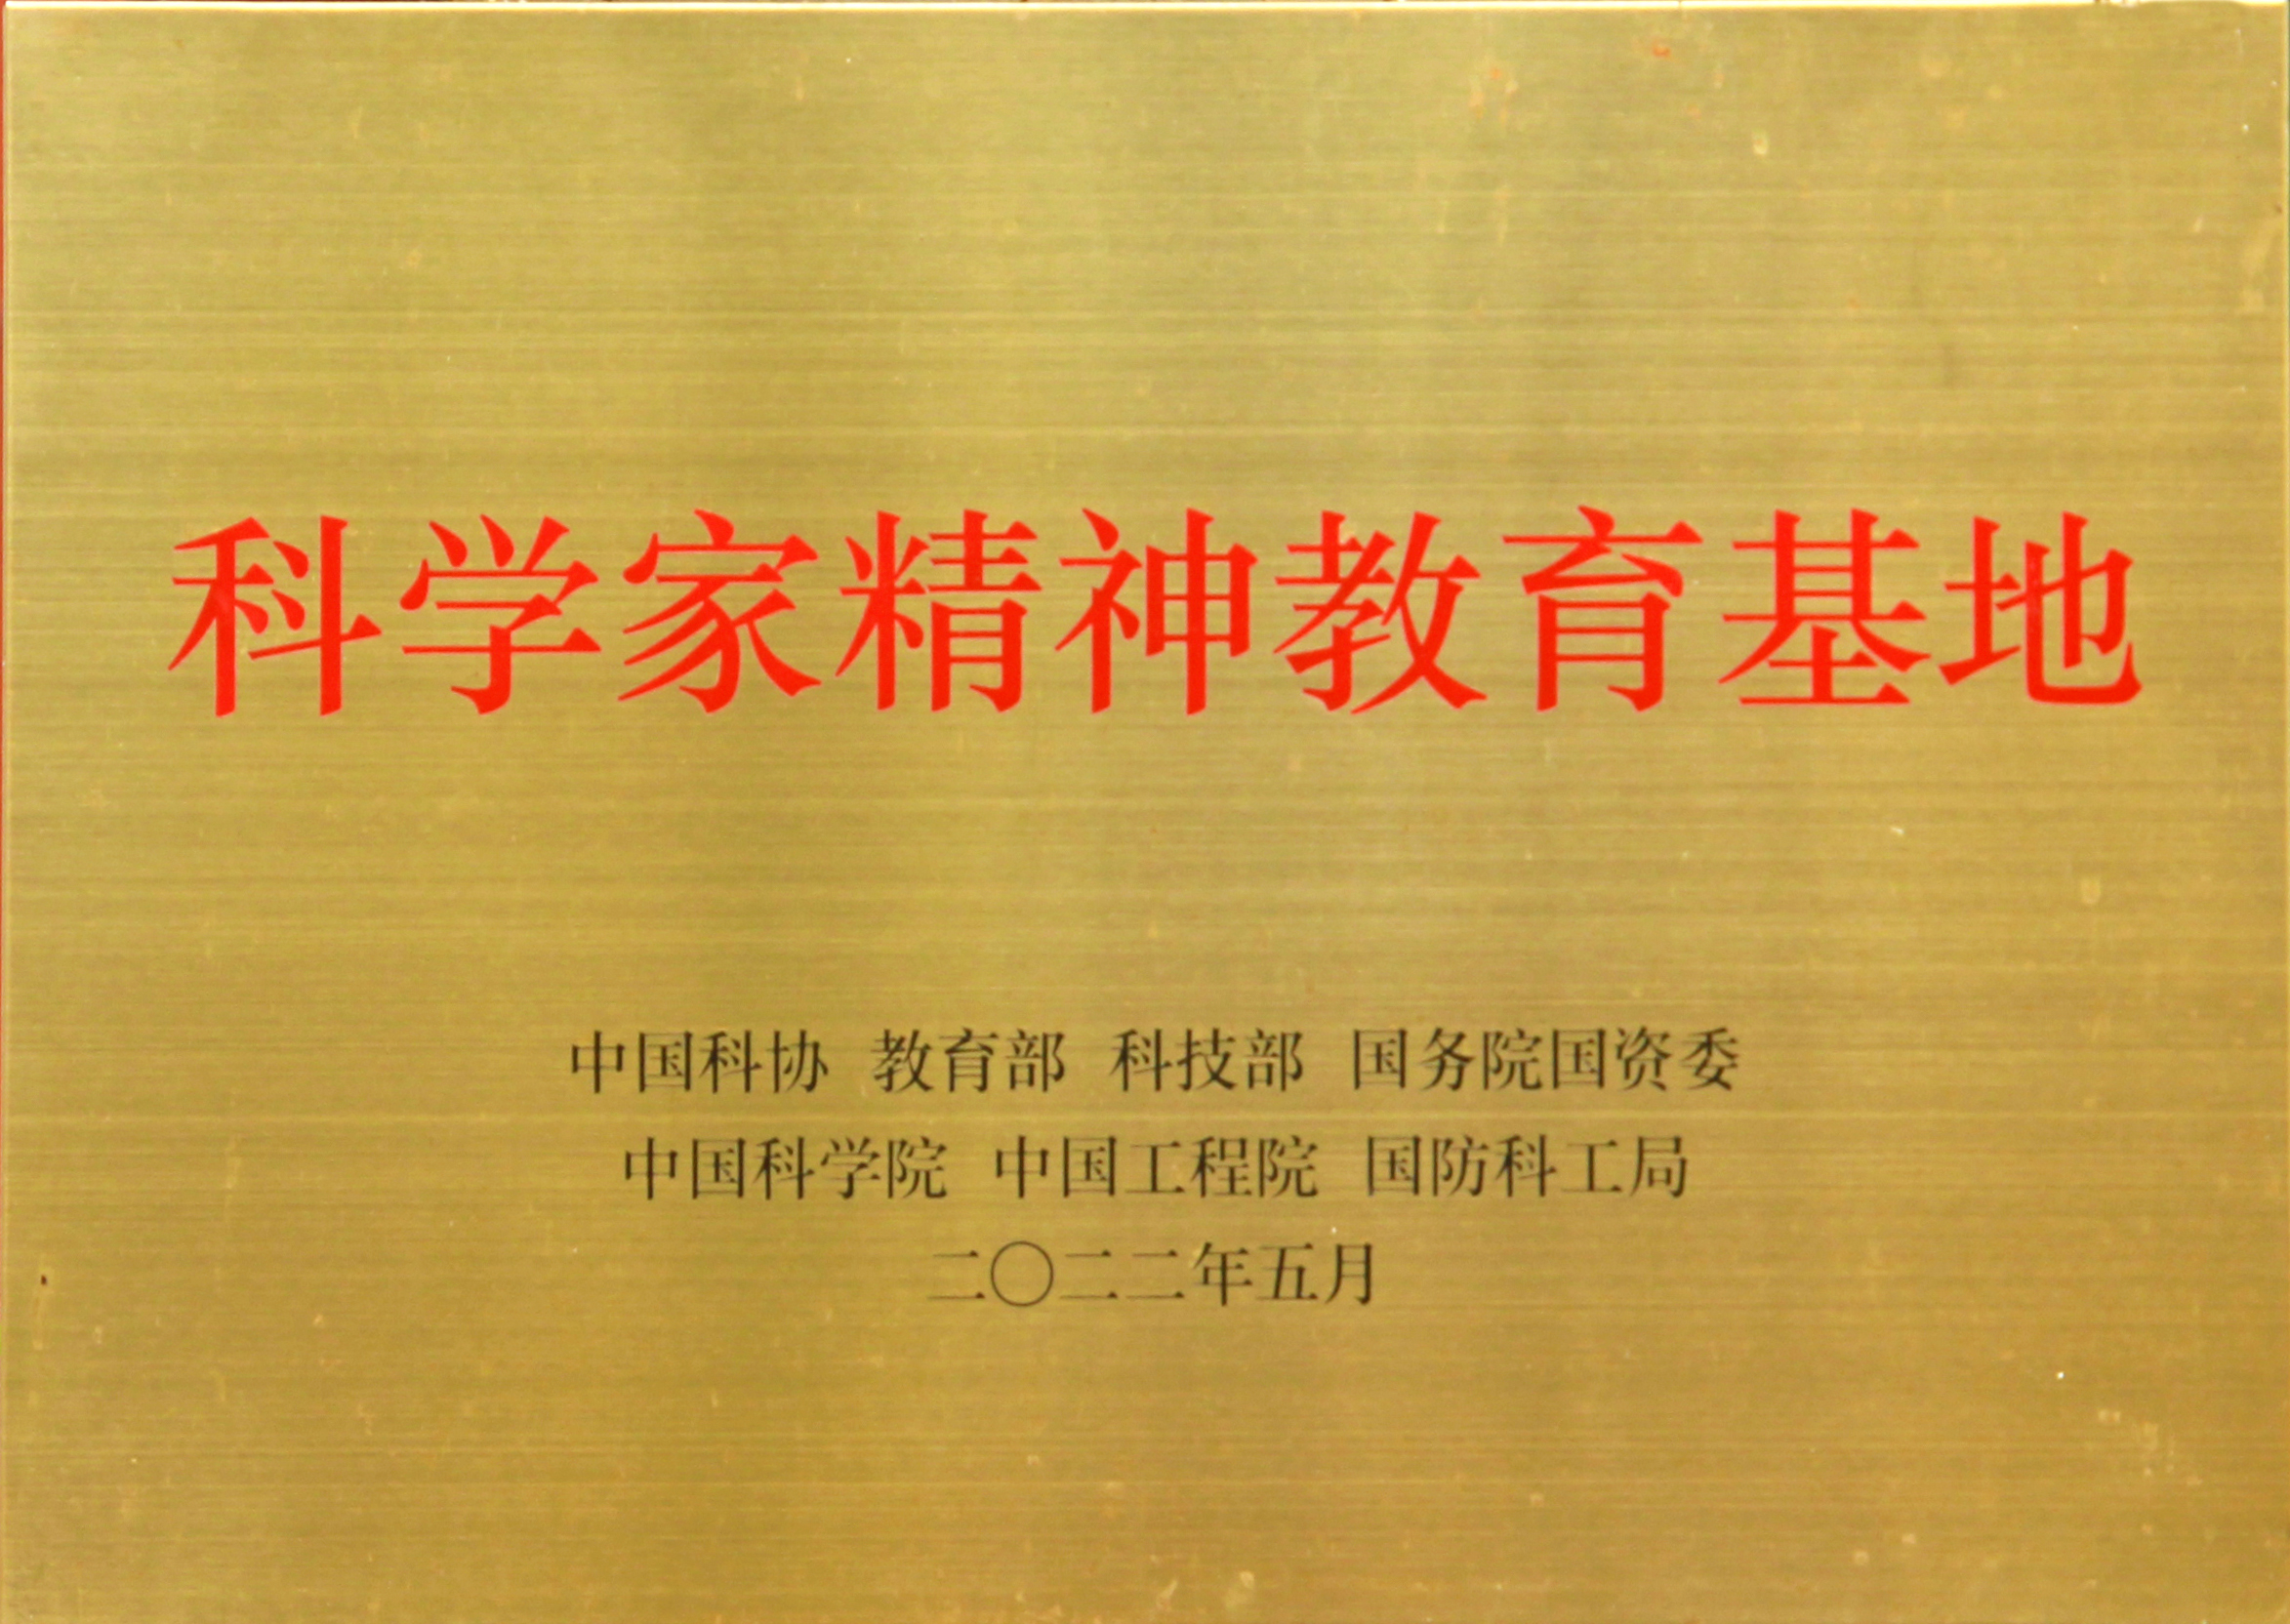 科学家精神教育基地
中国科协 教育部 科技部 国务院国资委
中国科学院 中国工程院 国防科工局
二〇二二年五月